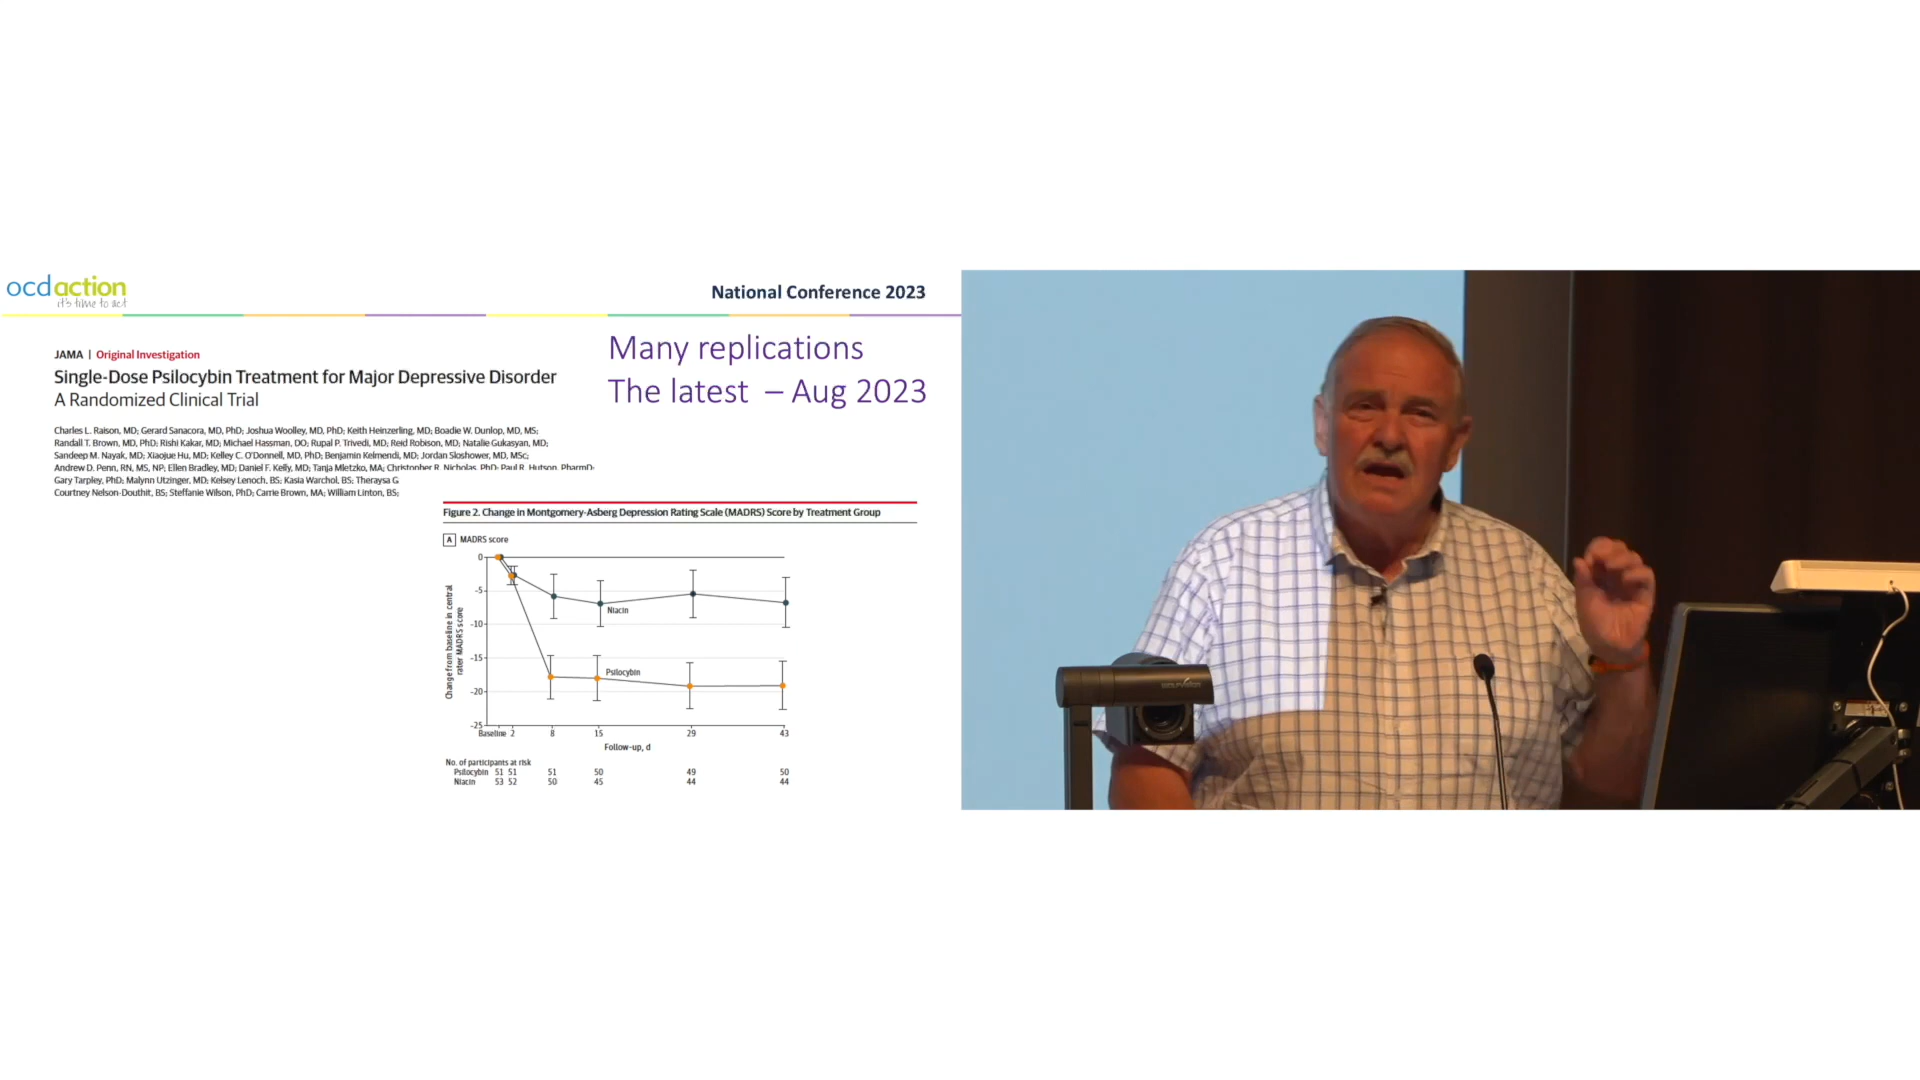 ocdaction
it's time to act
National Conference 2023
Many replications
The latest – Aug 2023
JAMA | Original Investigation
Single-Dose Psilocybin Treatment for Major Depressive Disorder
A Randomized Clinical Trial
Charles L. Raison, MD; Gerard Sanacora, MD, PhD; Joshua Woolley, MD, PhD; Keith Heinzerling, MD; Boadie W. Dunlop, MD, MS;
Randall T. Brown, MD, PhD; Rishi Kakar, MD; Michael Hassman, DO; Rupal P. Trivedi, MD; Reid Robison, MD; Natalie Gukasyan, MD;
Sandeep M. Nayak, MD; Xiaojue Hu, MD; Kelley C. O'Donnell, MD, PhD; Benjamin Kelmendi, MD; Jordan Sloshower, MD, MSc;
Andrew D. Penn, RN, MS, NP; Ellen Bradley, MD; Daniel F. Kelly, MD; Tanja Mletzko, MA; Christopher R. Nicholas, PhD; Paul R. Hutson, PharmD;
Gary Tarpley, PhD; Malynn Utzinger, MD; Kelsey Lenoch, BS; Kasia Warchol, BS; Theraysa G
Courtney Nelson-Douthit, BS; Steffanie Wilson, PhD; Carrie Brown, MA; William Linton, BS;
Figure 2. Change in Montgomery-Asberg Depression Rating Scale (MADRS) Score by Treatment Group
A MADRS score
Change from baseline in central
rater MADRS score
0
-5
-10
-15
-20
-25
Niacin
Psilocybin
Baseline 2 8 15 29 43
Follow-up, d
No. of participants at risk
Psilocybin 51 51 51 50 49 50
Niacin 53 52 50 45 44 44